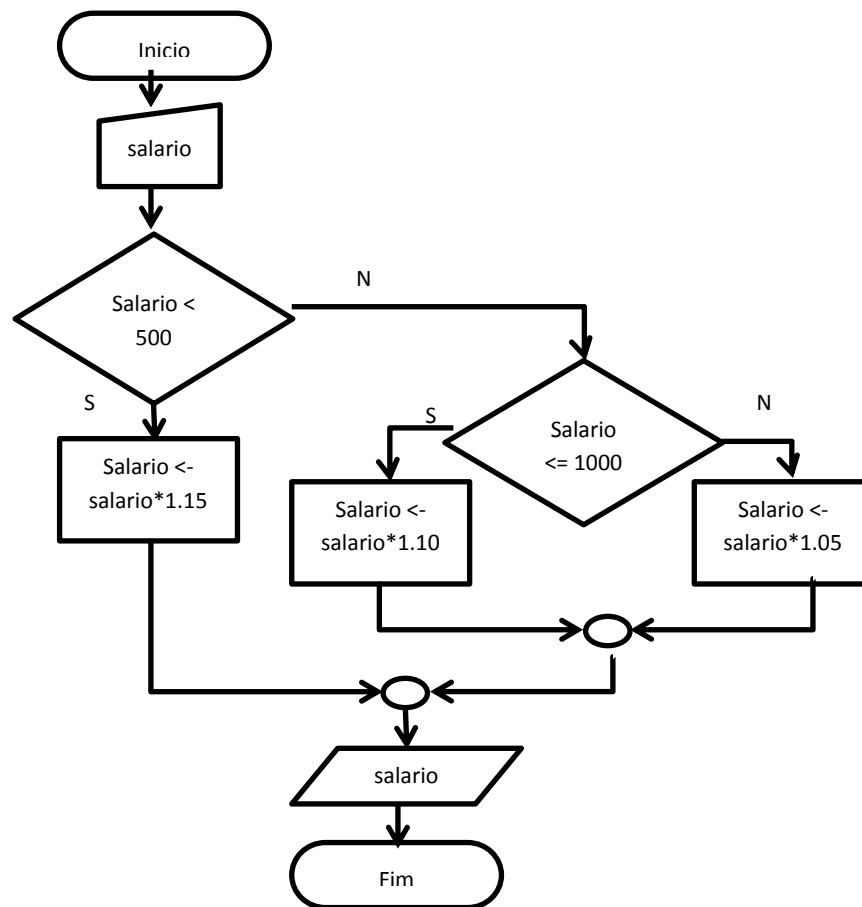 Inicio
salario
N
Salario <
500
S
Salario <-
salario*1.15
S
Salario
<= 1000
N
Salario <-
salario*1.10
Salario <-
salario*1.05
salario
Fim